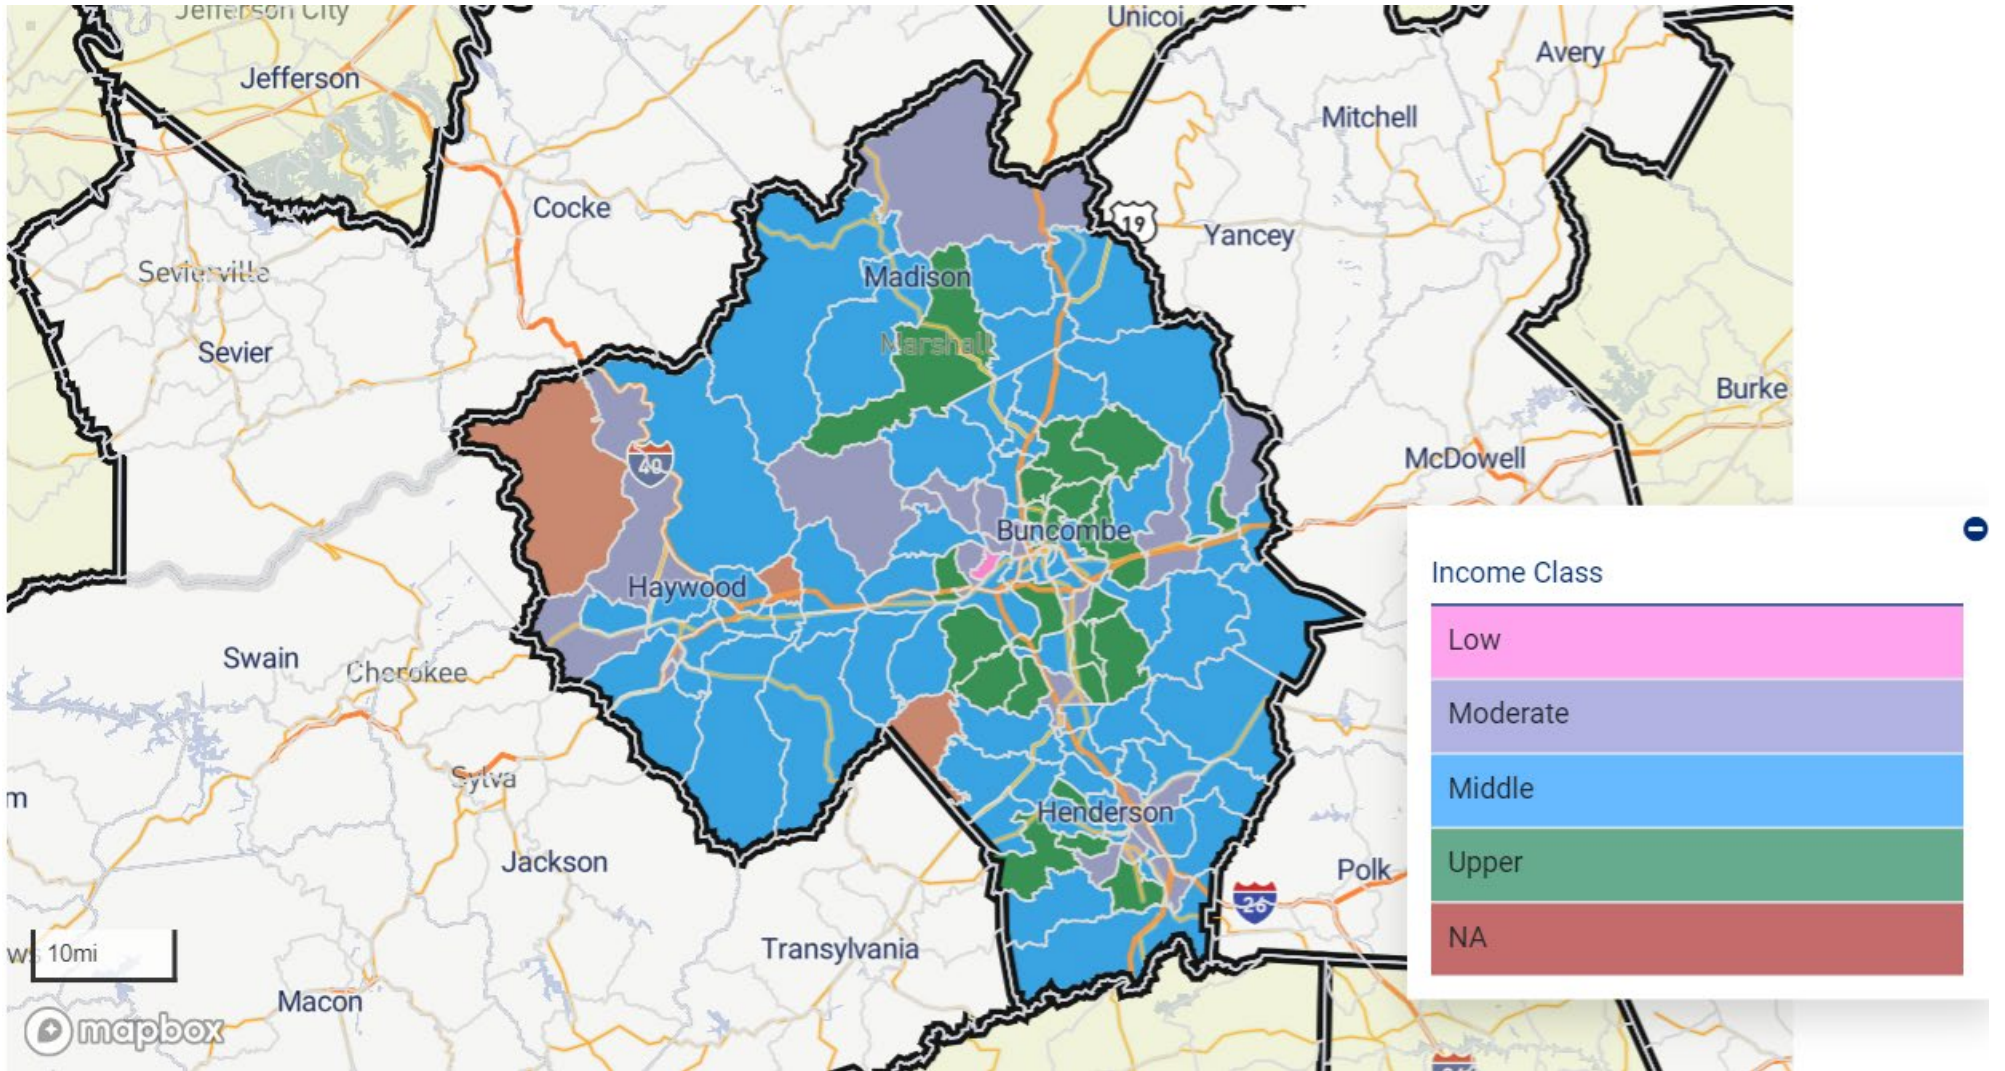 Jefferson City
Unicoi
Avery
Jefferson
Mitchell
Cocke
19
Yancey
Sevierville
Madison
Marshall
Sevier
Burke
40
McDowell
Buncombe
Haywood
Swain
Cherokee
Sylva
m
Henderson
Jackson
Polk
26
Transylvania
ws
10mi
Macon
mapbox
Income Class
Low
Moderate
Middle
Upper
NA